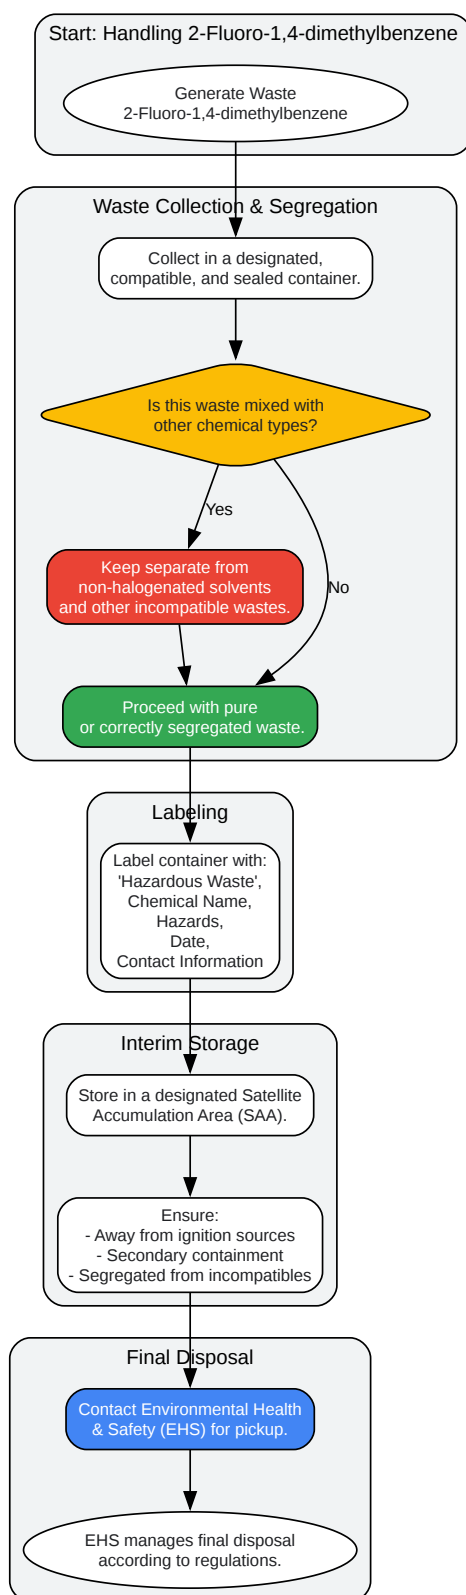 Start: Handling 2-Fluoro-1,4-dimethylbenzene
Generate Waste
2-Fluoro-1,4-dimethylbenzene
Waste Collection & Segregation
Collect in a designated,
compatible, and sealed container.
Is this waste mixed with
other chemical types?
Yes
Keep separate from
non-halogenated solvents
and other incompatible wastes.
No
Proceed with pure
or correctly segregated waste.
Labeling
Label container with:
'Hazardous Waste',
Chemical Name,
Hazards,
Date,
Contact Information
Interim Storage
Store in a designated Satellite
Accumulation Area (SAA).
Ensure:
- Away from ignition sources
- Secondary containment
- Segregated from incompatibles
Final Disposal
Contact Environmental Health
& Safety (EHS) for pickup.
EHS manages final disposal
according to regulations.